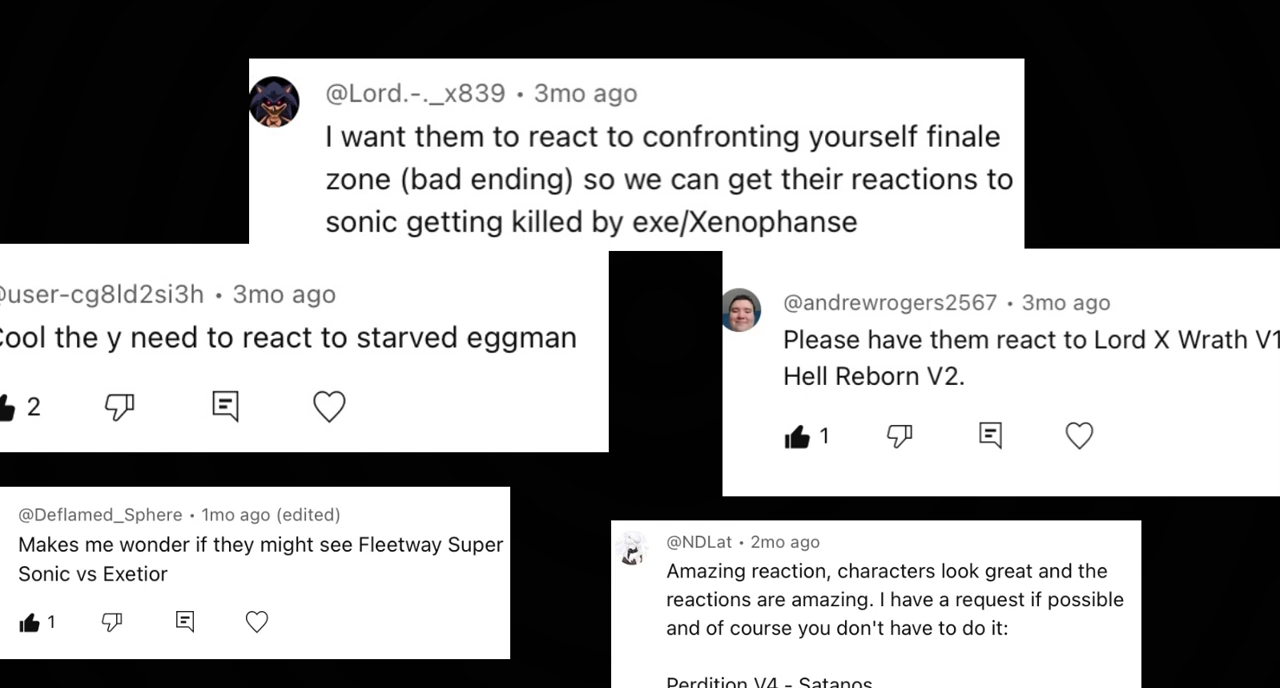 @Lord.-._x839 • 3mo ago
I want them to react to confronting yourself finale
zone (bad ending) so we can get their reactions to
sonic getting killed by exe/Xenophanse
@user-cg8ld2si3h • 3mo ago
Cool the y need to react to starved eggman
2
@andrewrogers2567 • 3mo ago
Please have them react to Lord X Wrath V1
Hell Reborn V2.
1
@Deflamed_Sphere • 1mo ago (edited)
Makes me wonder if they might see Fleetway Super
Sonic vs Exetior
1
@NDLat • 2mo ago
Amazing reaction, characters look great and the
reactions are amazing. I have a request if possible
and of course you don't have to do it:
Perdition V4 - Satanos